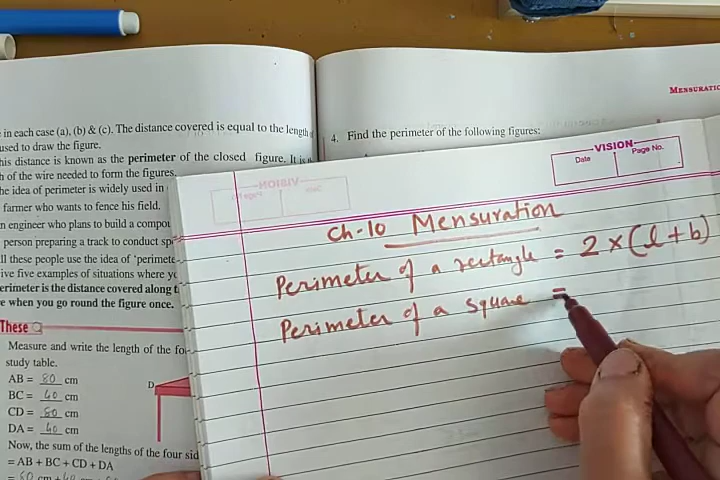 in each case (a), (b) & (c). The distance covered is equal to the length
used to draw the figure.
his distance is known as the perimeter of the closed figure. It is
h of the wire needed to form the figures.
he idea of perimeter is widely used in
farmer who wants to fence his field.
n engineer who plans to build a compou
person preparing a track to conduct sp
ll these people use the idea of 'perimete
ive five examples of situations where yo
erimeter is the distance covered along t
e when you go round the figure once.
These
Measure and write the length of the fo
study table.
AB = 80 cm
BC = 40 cm
CD = 80 cm
DA = 40 cm
D
Now, the sum of the lengths of the four sid
= AB + BC + CD + DA
MENSURATIO
4. Find the perimeter of the following figures:
VISION
Date
Page No.
Ch-10 Mensuration
Perimeter of a rectangle = 2 × (l + b)
Perimeter of a square =